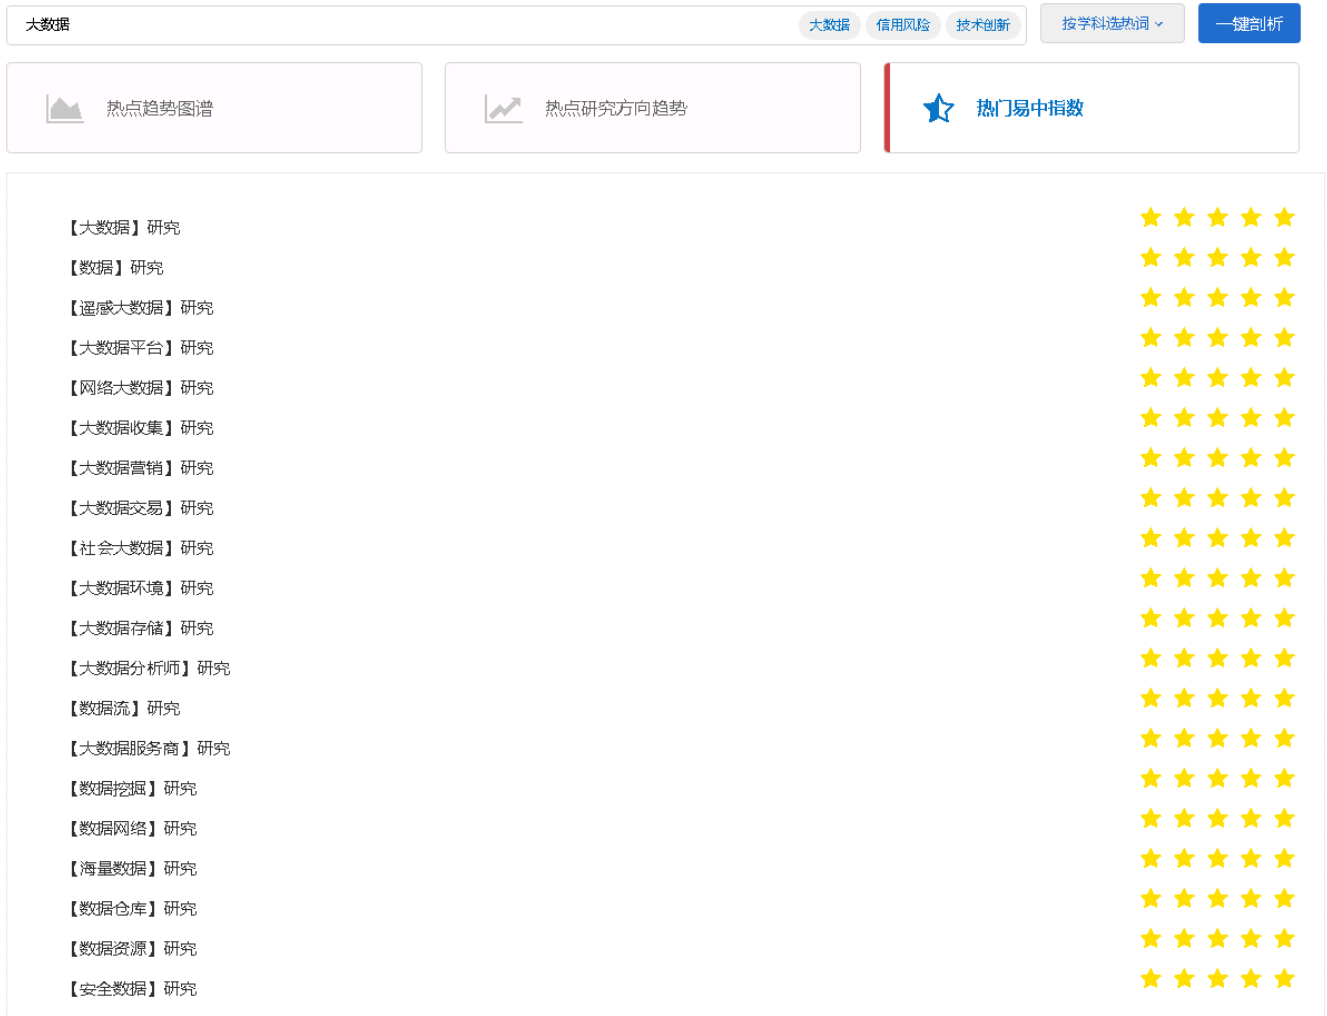 大数据 大数据 信用风险 技术创新 按学科选热词 一键剖析
热点趋势图谱 热点研究方向趋势 热门易中指数
【大数据】研究
【数据】研究
【遥感大数据】研究
【大数据平台】研究
【网络大数据】研究
【大数据收集】研究
【大数据营销】研究
【大数据交易】研究
【社会大数据】研究
【大数据环境】研究
【大数据存储】研究
【大数据分析师】研究
【数据流】研究
【大数据服务商】研究
【数据挖掘】研究
【数据网络】研究
【海量数据】研究
【数据仓库】研究
【数据资源】研究
【安全数据】研究